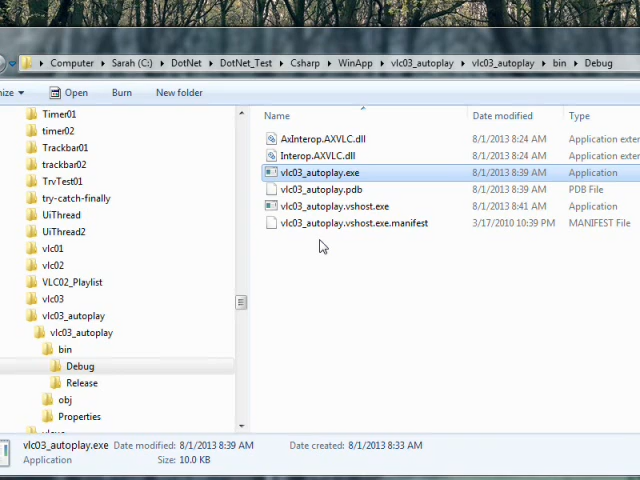 Computer Sarah (C:) DotNet DotNet_Test Csharp WinApp vlc03_autoplay vlc03_autoplay bin Debug
Open Burn New folder
Timer01
timer02
Trackbar01
trackbar02
TrvTest01
try-catch-finally
UiThread
UiThread2
vlc01
vlc02
VLC02_Playlist
vlc03
vlc03_autoplay
vlc03_autoplay
bin
Debug
Release
obj
Properties
Name Date modified Type
AxInterop.AXVLC.dll 8/1/2013 8:24 AM Application exter
Interop.AXVLC.dll 8/1/2013 8:24 AM Application exter
vlc03_autoplay.exe 8/1/2013 8:39 AM Application
vlc03_autoplay.pdb 8/1/2013 8:39 AM PDB File
vlc03_autoplay.vshost.exe 8/1/2013 8:41 AM Application
vlc03_autoplay.vshost.exe.manifest 3/17/2010 10:39 PM MANIFEST File
vlc03_autoplay.exe Date modified: 8/1/2013 8:39 AM Date created: 8/1/2013 8:33 AM
Application Size: 10.0 KB